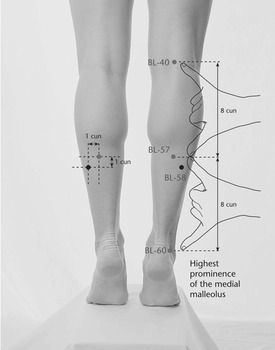 BL-40
8 cun
1 cun
BL-57
1 cun
BL-58
8 cun
BL-60
Highest
prominence
of the medial
malleolus